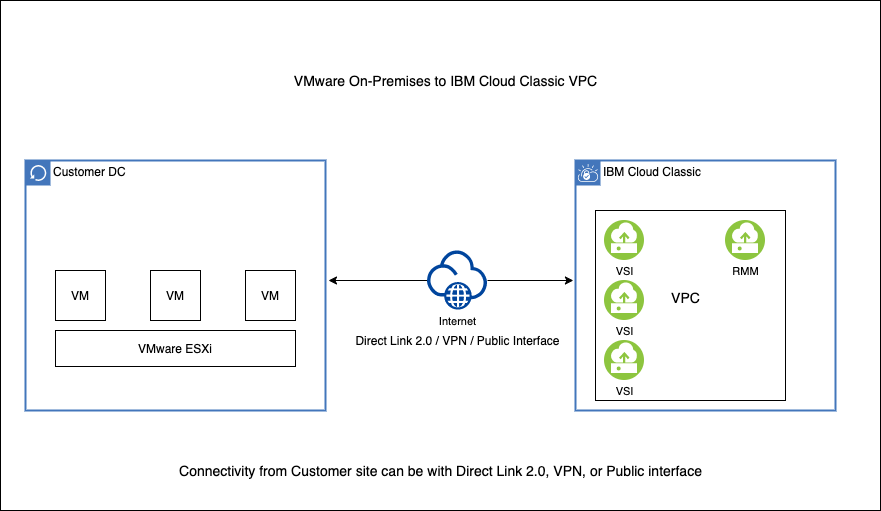 VMware On-Premises to IBM Cloud Classic VPC
Customer DC
VM
VM
VM
VMware ESXi
Internet
Direct Link 2.0 / VPN / Public Interface
IBM Cloud Classic
VSI
RMM
VSI
VPC
VSI
Connectivity from Customer site can be with Direct Link 2.0, VPN, or Public interface